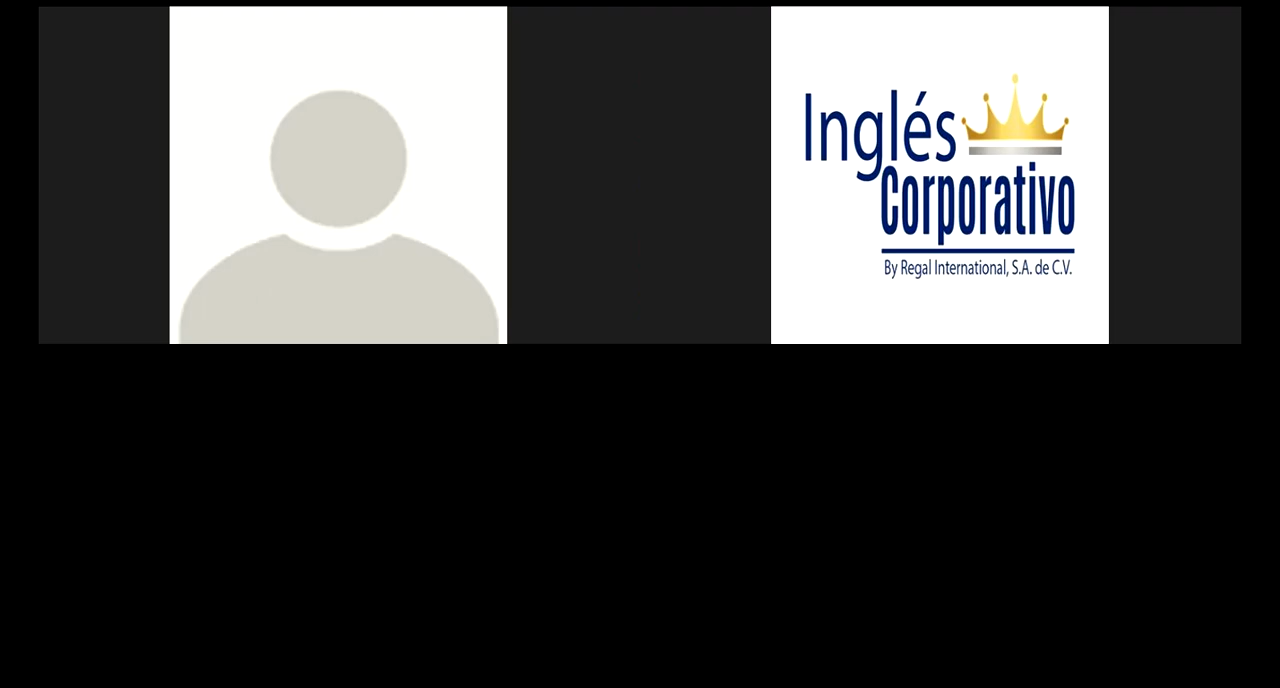 Inglés
Corporativo
By Regal International, S.A. de C.V.